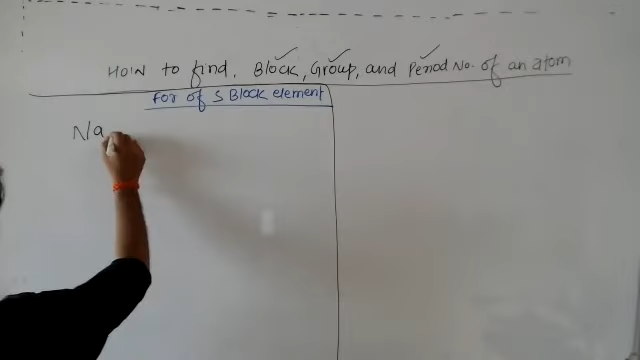 HOW to find. Block, Group, and Period No. of an atom
For of S Block element
Na